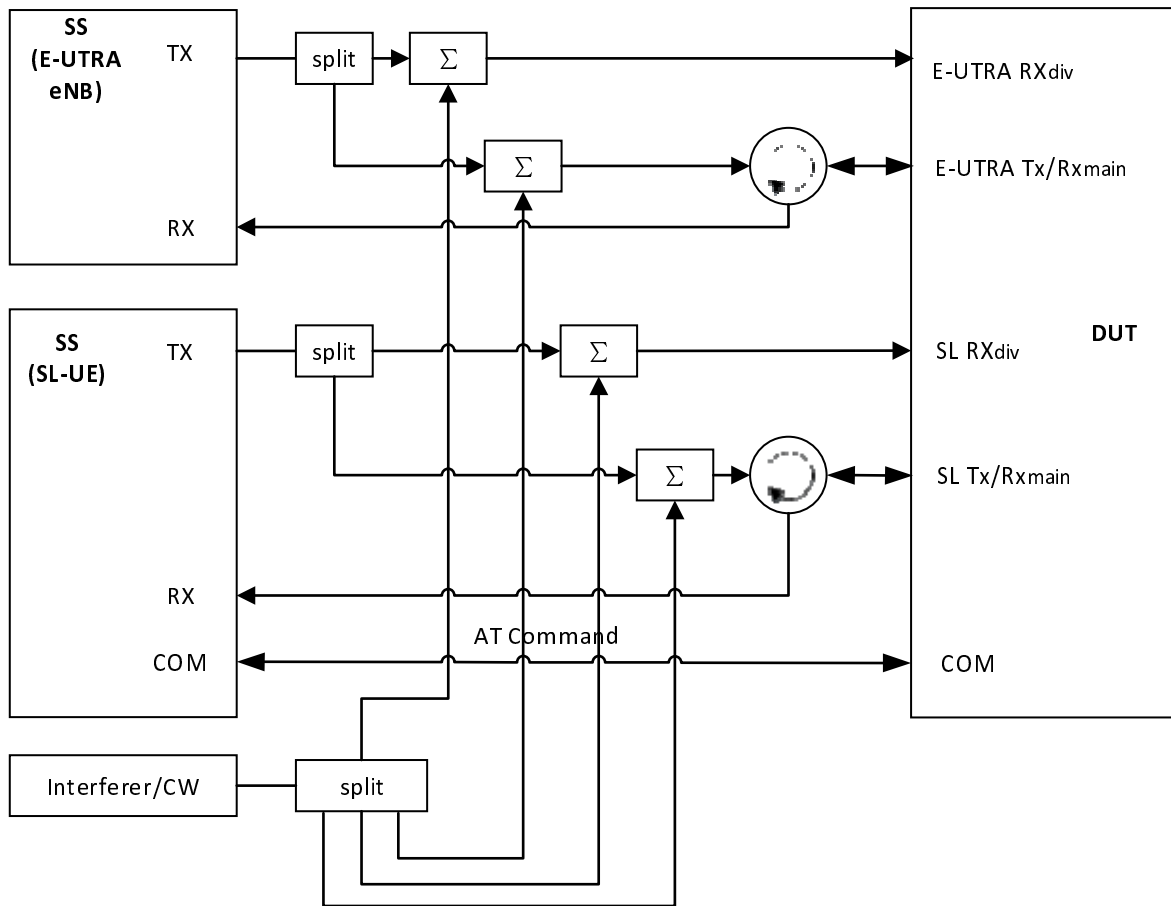 SS
(E-UTRA
eNB)
TX
split
Σ
E-UTRA RXdiv
Σ
E-UTRA Tx/Rxmain
RX
SS
(SL-UE)
TX
split
Σ
SL RXdiv
DUT
Σ
SL Tx/Rxmain
RX
AT Command
COM
COM
Interferer/CW
split